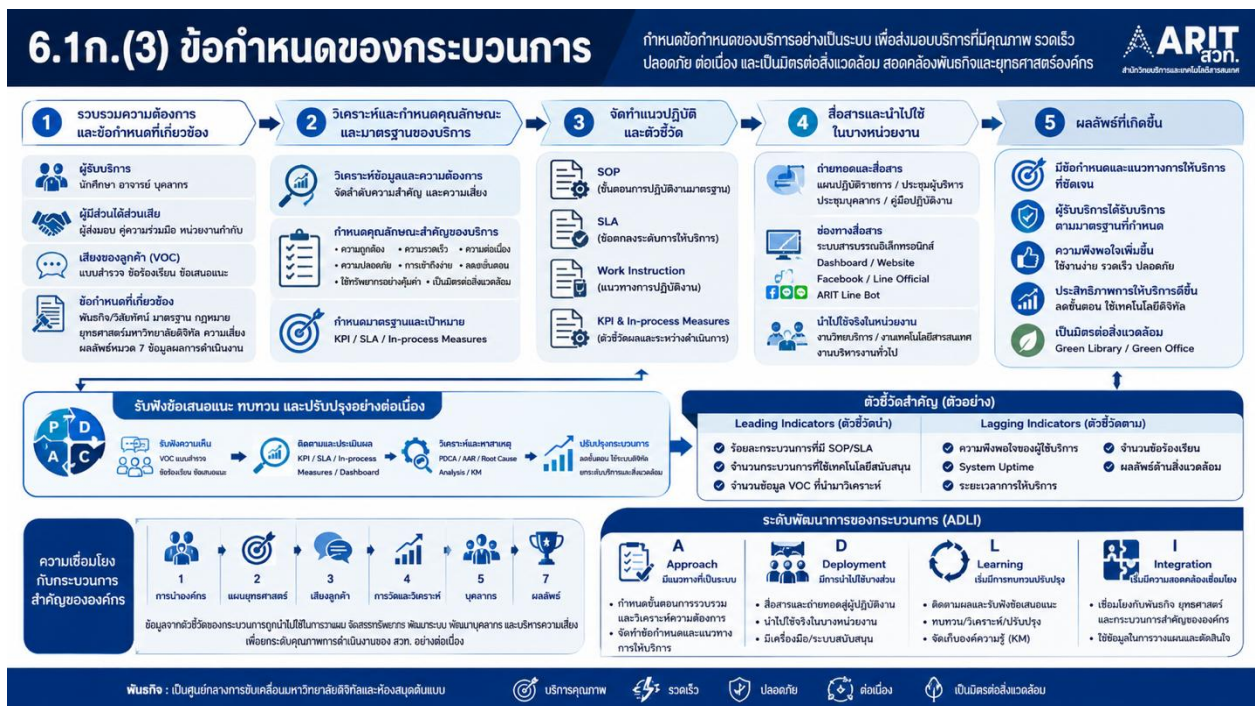 6.1ก.(3) ข้อกำหนดของกระบวนการ
กำหนดข้อกำหนดของบริการอย่างเป็นระบบ เพื่อส่งมอบบริการที่มีคุณภาพ รวดเร็ว
ปลอดภัย ต่อเนื่อง และเป็นมิตรต่อสิ่งแวดล้อม สอดคล้องพันธกิจและยุทธศาสตร์องค์กร
ARIT
สวท.
สำนักวิทยบริการและเทคโนโลยีสารสนเทศ
1
รวบรวมความต้องการ
และข้อกำหนดที่เกี่ยวข้อง
ผู้รับบริการ
นักศึกษา อาจารย์ บุคลากร
ผู้มีส่วนได้ส่วนเสีย
ผู้ส่งมอบ คู่ความร่วมมือ หน่วยงานกำกับ
เสียงของลูกค้า (VOC)
แบบสำรวจ ข้อร้องเรียน ข้อเสนอแนะ
ข้อกำหนดที่เกี่ยวข้อง
พันธกิจ/วิสัยทัศน์ มาตรฐาน กฎหมาย
ยุทธศาสตร์มหาวิทยาลัยดิจิทัล ความเสี่ยง
ผลลัพธ์หมวด 7 ข้อมูลผลการดำเนินงาน
2
วิเคราะห์และกำหนดคุณลักษณะ
และมาตรฐานของบริการ
วิเคราะห์ข้อมูลและความต้องการ
จัดลำดับความสำคัญ และความเสี่ยง
กำหนดคุณลักษณะสำคัญของบริการ
• ความถูกต้อง • ความรวดเร็ว • ความต่อเนื่อง
• ความปลอดภัย • การเข้าถึงง่าย • ลดขั้นตอน
• ใช้ทรัพยากรอย่างคุ้มค่า • เป็นมิตรต่อสิ่งแวดล้อม
กำหนดมาตรฐานและเป้าหมาย
KPI / SLA / In-process Measures
3
จัดทำแนวปฏิบัติ
และตัวชี้วัด
SOP
(ขั้นตอนการปฏิบัติงานมาตรฐาน)
SLA
(ข้อตกลงระดับการให้บริการ)
Work Instruction
(แนวทางการปฏิบัติงาน)
KPI & In-process Measures
(ตัวชี้วัดผลและระหว่างดำเนินการ)
4
สื่อสารและนำไปใช้
ในบางหน่วยงาน
ถ่ายทอดและสื่อสาร
แผนปฏิบัติราชการ / ประชุมผู้บริหาร
ประชุมบุคลากร / คู่มือปฏิบัติงาน
ช่องทางสื่อสาร
ระบบสารบรรณอิเล็กทรอนิกส์
Dashboard / Website
Facebook / Line Official
ARIT Line Bot
นำไปใช้จริงในหน่วยงาน
งานวิทยบริการ / งานเทคโนโลยีสารสนเทศ
งานบริหารงานทั่วไป
5
ผลลัพธ์ที่เกิดขึ้น
มีข้อกำหนดและแนวทางการให้บริการ
ที่ชัดเจน
ผู้รับบริการได้รับบริการ
ตามมาตรฐานที่กำหนด
ความพึงพอใจเพิ่มขึ้น
ใช้งานง่าย รวดเร็ว ปลอดภัย
ประสิทธิภาพการให้บริการดีขึ้น
ลดขั้นตอน ใช้เทคโนโลยีดิจิทัล
เป็นมิตรต่อสิ่งแวดล้อม
Green Library / Green Office
รับฟังข้อเสนอแนะ ทบทวน และปรับปรุงอย่างต่อเนื่อง
P D
A C
รับฟังความเห็น
VOC แบบสำรวจ
ข้อร้องเรียน ข้อเสนอแนะ
ติดตามและประเมินผล
KPI / SLA / In-process
Measures / Dashboard
วิเคราะห์และหาสาเหตุ
PDCA / AAR / Root Cause
Analysis / KM
ปรับปรุงกระบวนการ
ลดขั้นตอน ใช้ระบบดิจิทัล
ยกระดับบริการและสิ่งแวดล้อม
ตัวชี้วัดสำคัญ (ตัวอย่าง)
Leading Indicators (ตัวชี้วัดนำ)
ร้อยละกระบวนการที่มี SOP/SLA
จำนวนกระบวนการที่ใช้เทคโนโลยีสนับสนุน
จำนวนข้อมูล VOC ที่นำมาวิเคราะห์
Lagging Indicators (ตัวชี้วัดตาม)
ความพึงพอใจของผู้ใช้บริการ
System Uptime
ระยะเวลาการให้บริการ
จำนวนข้อร้องเรียน
ผลลัพธ์ด้านสิ่งแวดล้อม
ความเชื่อมโยง
กับกระบวนการ
สำคัญขององค์กร
1
การนำองค์กร
2
แผนยุทธศาสตร์
3
เสียงลูกค้า
4
การวัดและวิเคราะห์
5
บุคลากร
7
ผลลัพธ์
ข้อมูลจากตัวชี้วัดของกระบวนการถูกนำไปใช้ในการวางแผน จัดสรรทรัพยากร พัฒนาระบบ พัฒนาบุคลากร และบริหารความเสี่ยง
เพื่อยกระดับคุณภาพการดำเนินงานของ สวท. อย่างต่อเนื่อง
ระดับพัฒนาการของกระบวนการ (ADLI)
A
Approach
มีแนวทางที่เป็นระบบ
• กำหนดขั้นตอนการรวบรวม
และวิเคราะห์ความต้องการ
• จัดทำข้อกำหนดและแนวทาง
การให้บริการ
D
Deployment
มีการนำไปใช้บางส่วน
• สื่อสารและถ่ายทอดสู่ผู้ปฏิบัติงาน
• นำไปใช้จริงในบางหน่วยงาน
• มีเครื่องมือ/ระบบสนับสนุน
L
Learning
เริ่มมีการทบทวนปรับปรุง
• ติดตามผลและรับฟังข้อเสนอแนะ
• ทบทวน/วิเคราะห์/ปรับปรุง
• จัดเก็บองค์ความรู้ (KM)
I
Integration
เริ่มมีความสอดคล้องเชื่อมโยง
• เชื่อมโยงกับพันธกิจ ยุทธศาสตร์
และกระบวนการสำคัญขององค์กร
• ใช้ข้อมูลในการวางแผนและตัดสินใจ
พันธกิจ : เป็นศูนย์กลางการขับเคลื่อนมหาวิทยาลัยดิจิทัลและห้องสมุดต้นแบบ
บริการคุณภาพ
รวดเร็ว
ปลอดภัย
ต่อเนื่อง
เป็นมิตรต่อสิ่งแวดล้อม